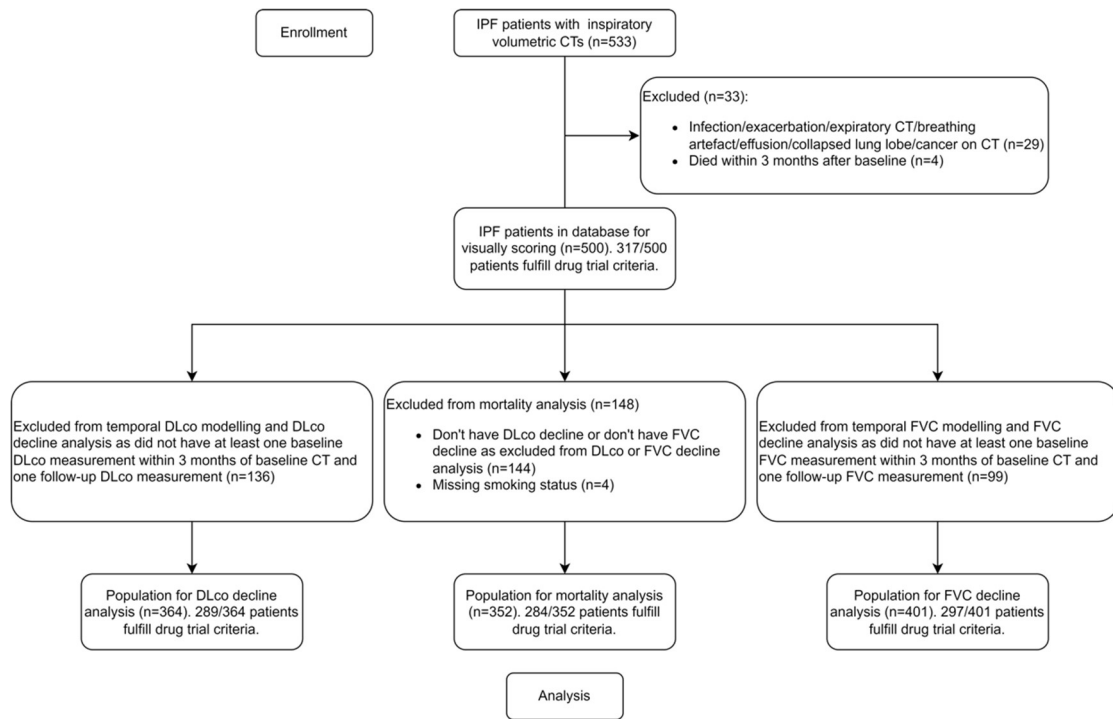 Enrollment
IPF patients with inspiratory
volumetric CTs (n=533)
Excluded (n=33):
• Infection/exacerbation/expiratory CT/breathing
artefact/effusion/collapsed lung lobe/cancer on CT (n=29)
• Died within 3 months after baseline (n=4)
IPF patients in database for
visually scoring (n=500). 317/500
patients fulfill drug trial criteria.
Excluded from temporal DLco modelling and DLco
decline analysis as did not have at least one baseline
DLco measurement within 3 months of baseline CT and
one follow-up DLco measurement (n=136)
Excluded from mortality analysis (n=148)
• Don't have DLco decline or don't have FVC
decline as excluded from DLco or FVC decline
analysis (n=144)
• Missing smoking status (n=4)
Excluded from temporal FVC modelling and FVC
decline analysis as did not have at least one baseline
FVC measurement within 3 months of baseline CT and
one follow-up FVC measurement (n=99)
Population for DLco decline
analysis (n=364). 289/364 patients
fulfill drug trial criteria.
Population for mortality analysis
(n=352). 284/352 patients fulfill
drug trial criteria.
Population for FVC decline
analysis (n=401). 297/401 patients
fulfill drug trial criteria.
Analysis